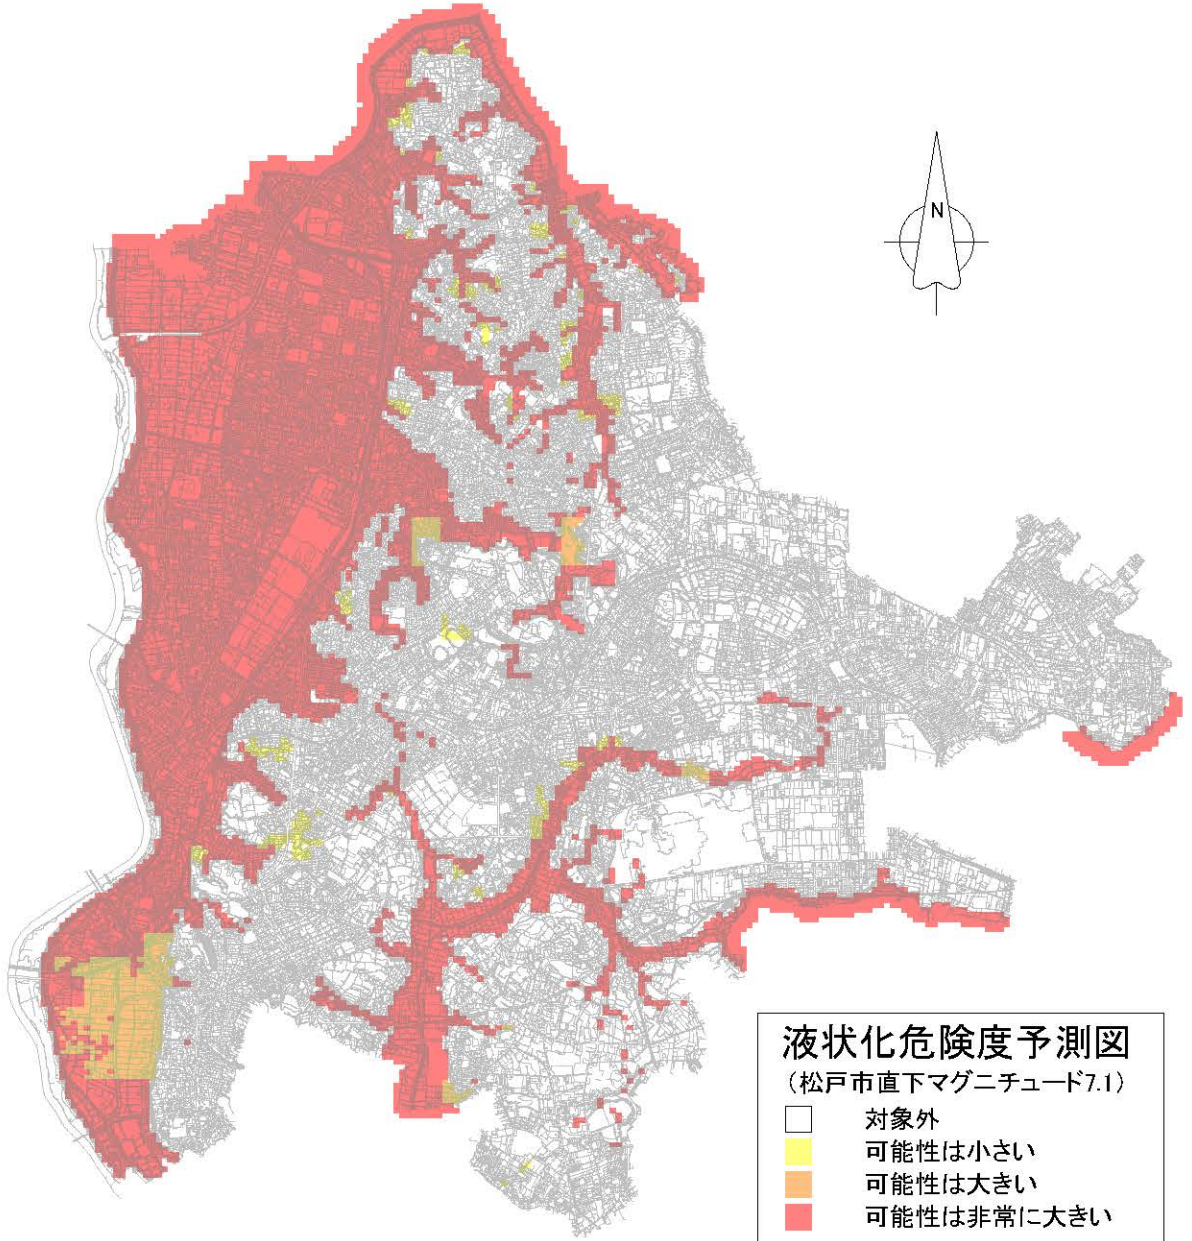 N
液状化危険度予測図
(松戸市直下マグニチュード7.1)
対象外
可能性は小さい
可能性は大きい
可能性は非常に大きい